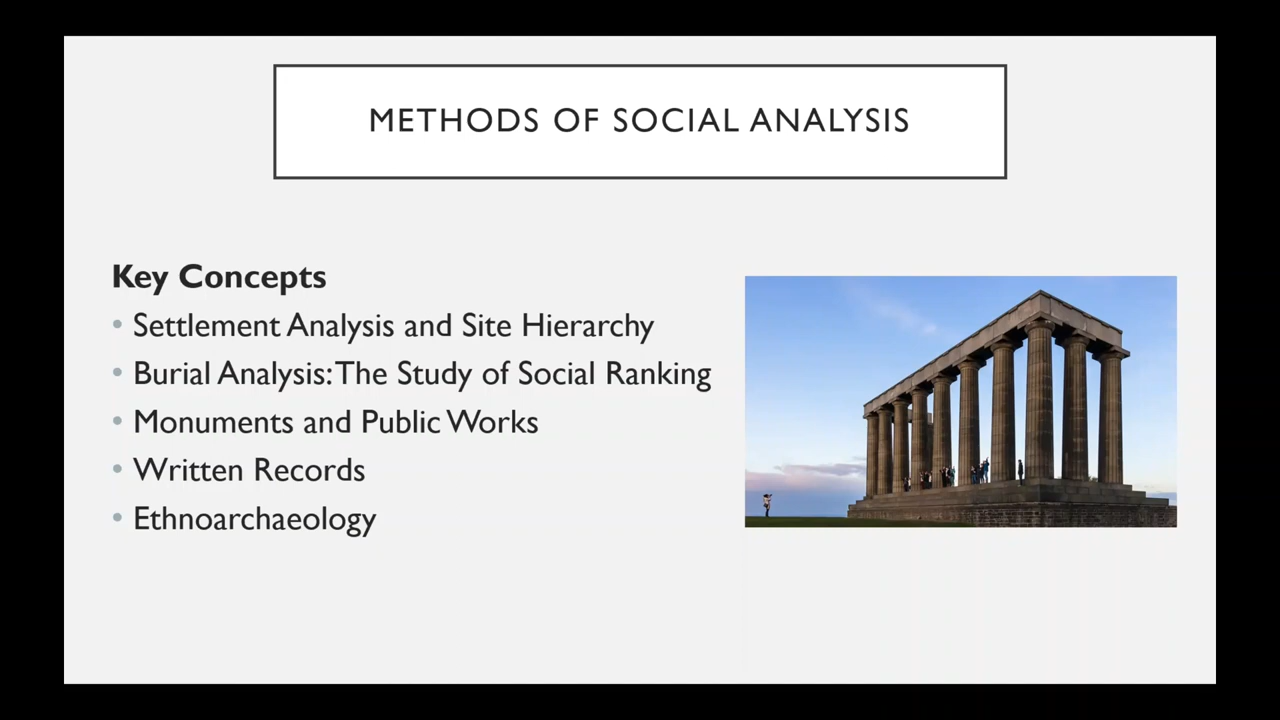 METHODS OF SOCIAL ANALYSIS
Key Concepts
• Settlement Analysis and Site Hierarchy
• Burial Analysis: The Study of Social Ranking
• Monuments and Public Works
• Written Records
• Ethnoarchaeology